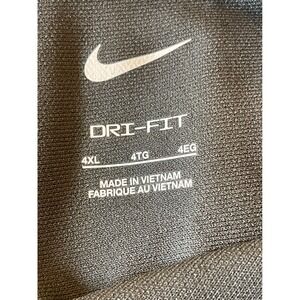 DRI-FIT
4XL 4TG 4EG
MADE IN VIETNAM
FABRIQUE AU VIETNAM